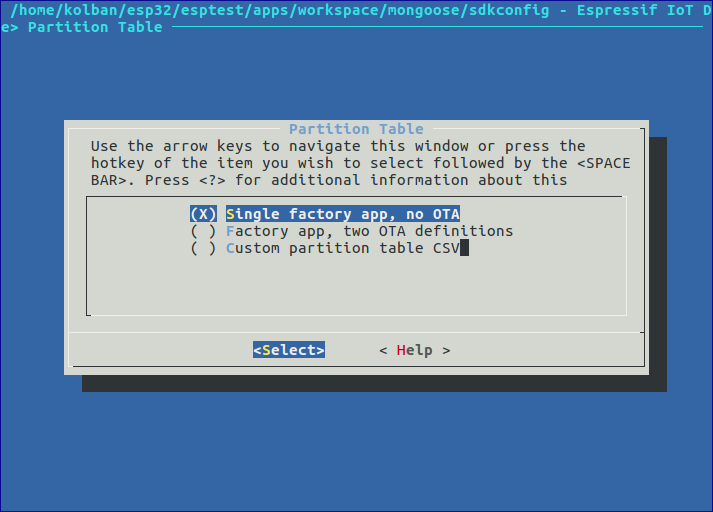 /home/kolban/esp32/esptest/apps/workspace/mongoose/sdkconfig - Espressif IoT D
e> Partition Table
Partition Table
Use the arrow keys to navigate this window or press the
hotkey of the item you wish to select followed by the <SPACE
BAR>. Press <?> for additional information about this
(X) Single factory app, no OTA
( ) Factory app, two OTA definitions
( ) Custom partition table CSV
<Select> < Help >